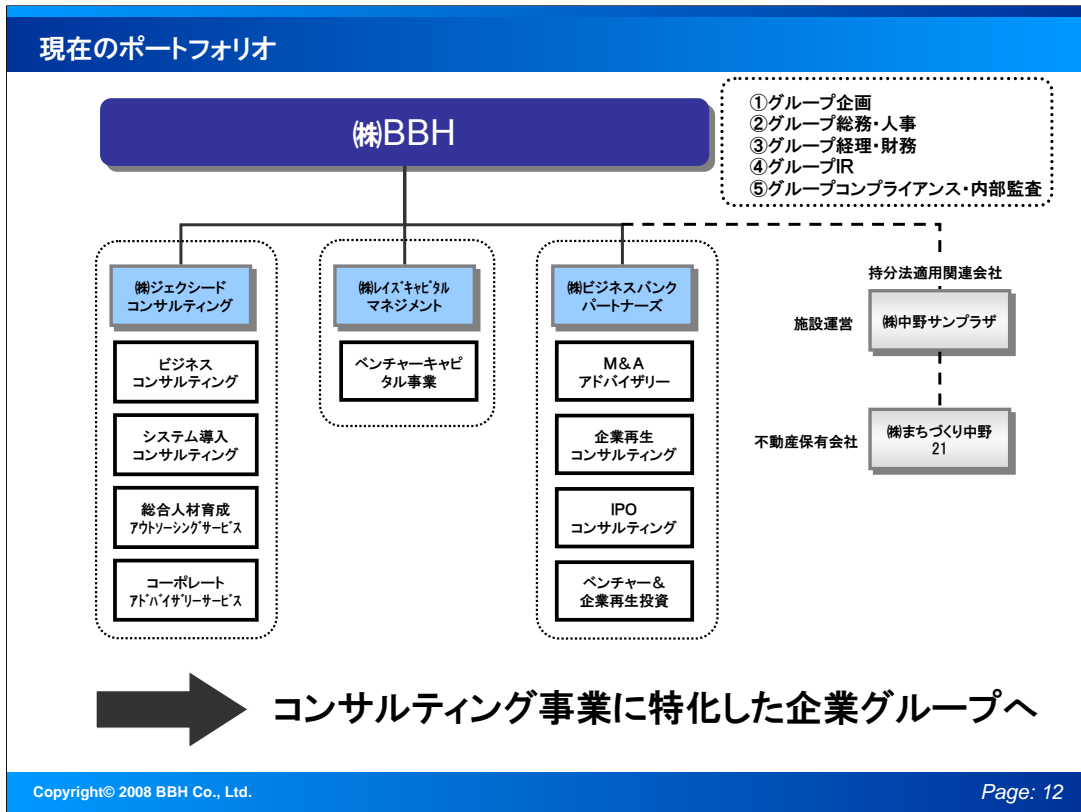 現在のポートフォリオ
㈱BBH
①グループ企画
②グループ総務・人事
③グループ経理・財務
④グループIR
⑤グループコンプライアンス・内部監査
㈱ジェクシード
コンサルティング
ビジネス
コンサルティング
システム導入
コンサルティング
総合人材育成
ｱｳﾄｿｰｼﾝｸﾞｻｰﾋﾞｽ
コーポレート
ｱﾄﾞﾊﾞｲｻﾞﾘｰｻｰﾋﾞｽ
㈱ﾚｲｽﾞｷｬﾋﾟﾀﾙ
マネジメント
ベンチャーキャピ
タル事業
㈱ビジネスバンク
パートナーズ
M&A
アドバイザリー
企業再生
コンサルティング
IPO
コンサルティング
ベンチャー&
企業再生投資
持分法適用関連会社
施設運営
㈱中野サンプラザ
不動産保有会社
㈱まちづくり中野
21
コンサルティング事業に特化した企業グループへ
Copyright© 2008 BBH Co., Ltd.
Page: 12